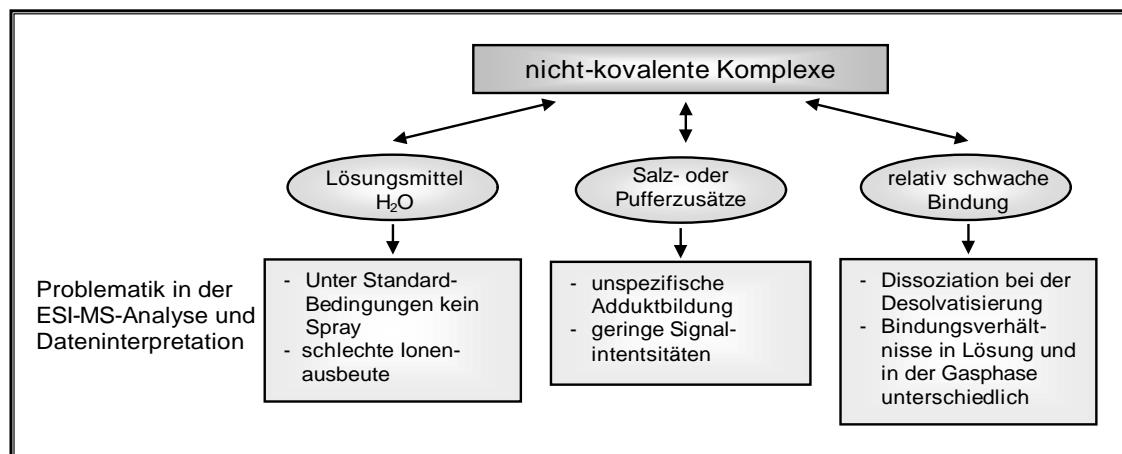 nicht-kovalente Komplexe
Lösungsmittel
H₂O
Salz- oder
Pufferzusätze
relativ schwache
Bindung
Problematik in der
ESI-MS-Analyse und
Dateninterpretation
- Unter Standard-
Bedingungen kein
Spray
- schlechte Ionen-
ausbeute
- unspezifische
Adduktbildung
- geringe Signal-
intentsitäten
- Dissoziation bei der
Desolvatisierung
- Bindungsverhält-
nisse in Lösung und
in der Gasphase
unterschiedlich